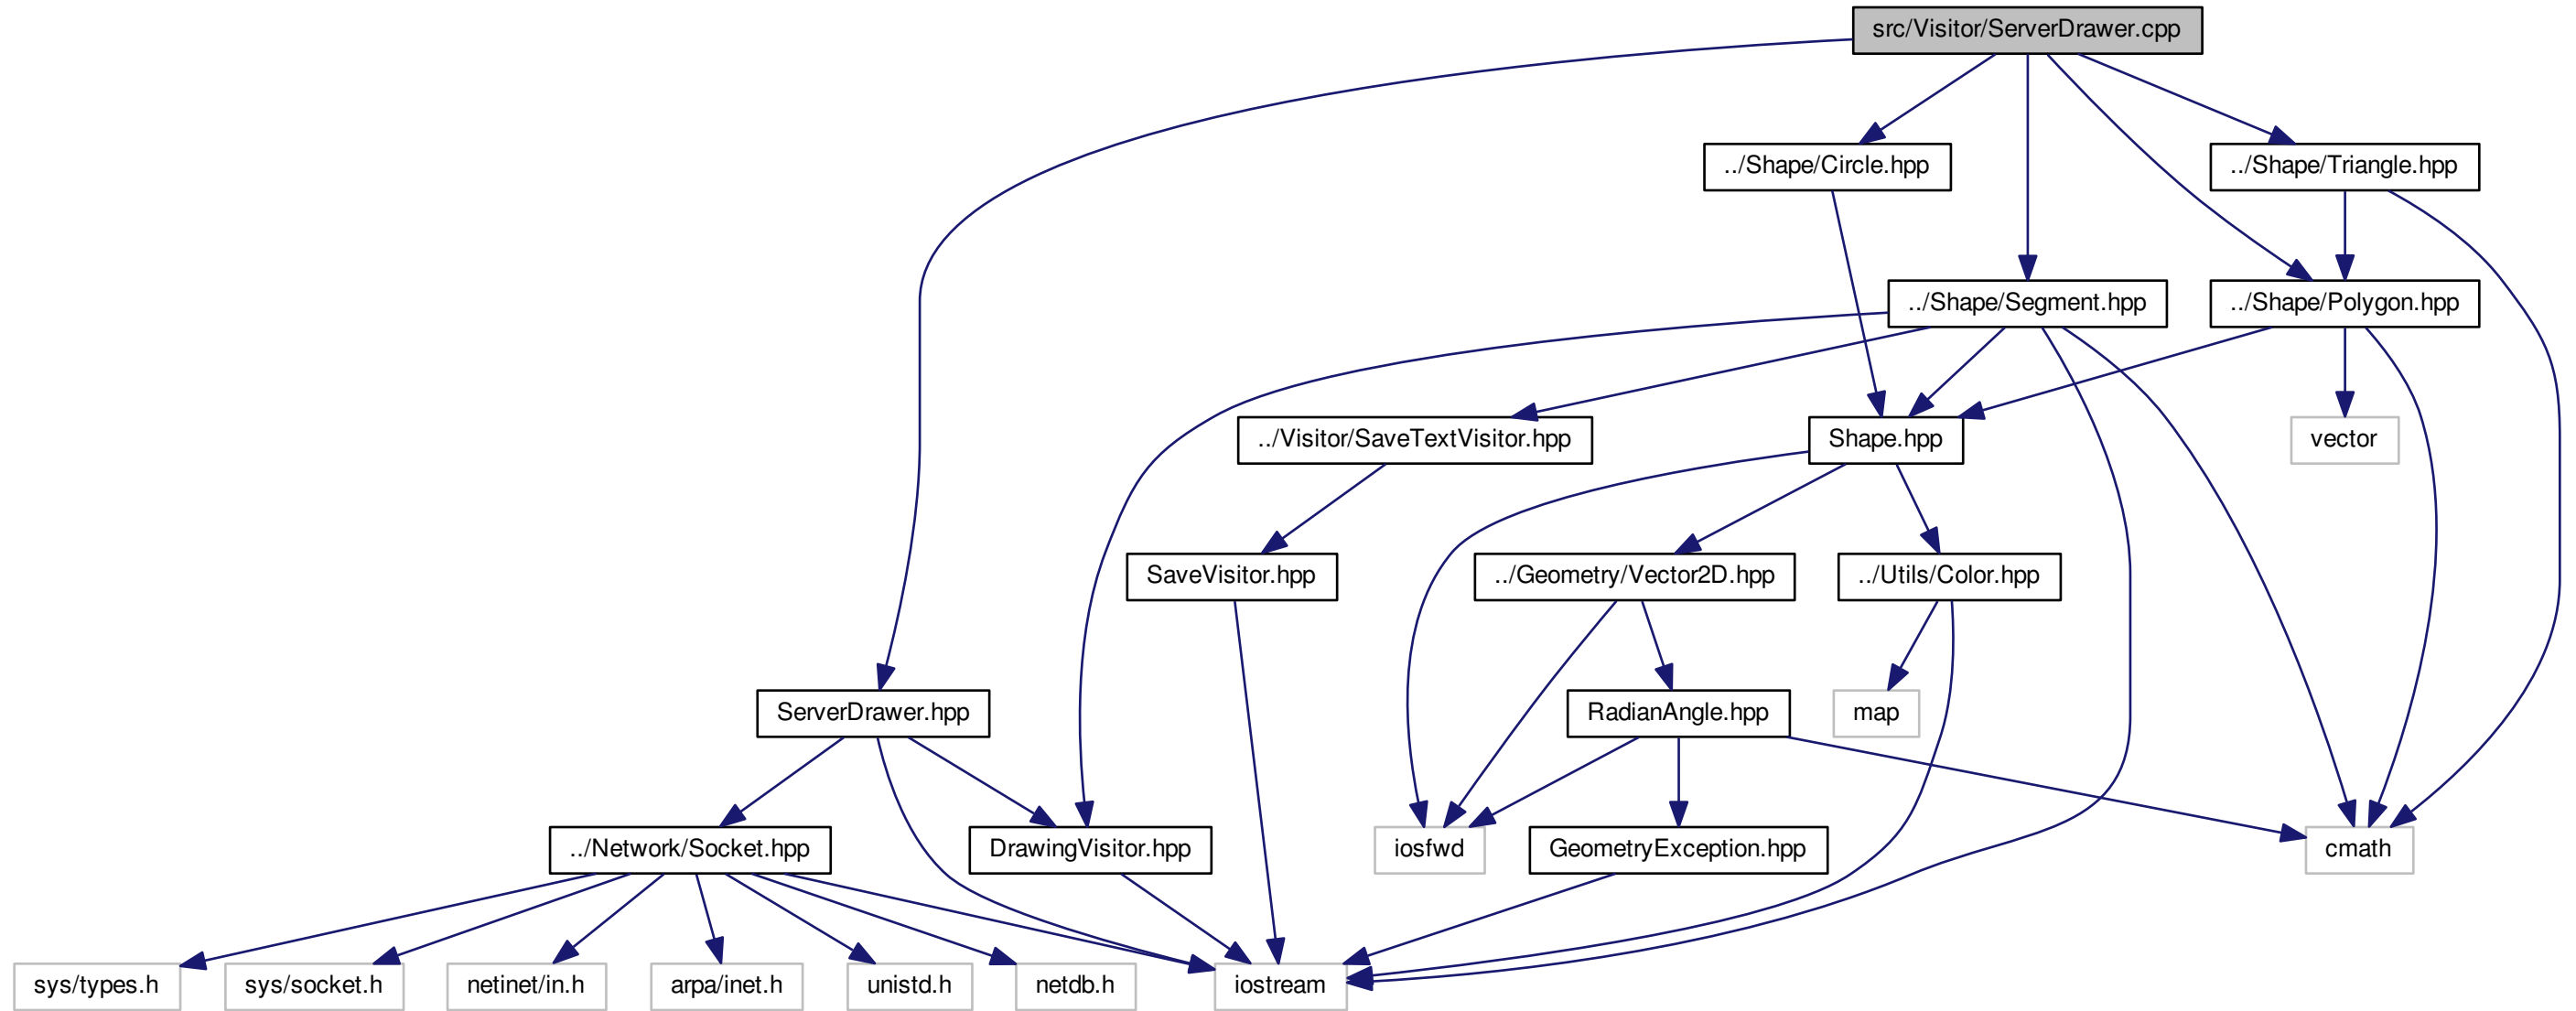 src/Visitor/ServerDrawer.cpp
../Shape/Circle.hpp
../Shape/Triangle.hpp
../Shape/Segment.hpp
../Shape/Polygon.hpp
../Visitor/SaveTextVisitor.hpp
Shape.hpp
vector
SaveVisitor.hpp
../Geometry/Vector2D.hpp
../Utils/Color.hpp
ServerDrawer.hpp
RadianAngle.hpp
map
../Network/Socket.hpp
DrawingVisitor.hpp
iosfwd
GeometryException.hpp
cmath
sys/types.h
sys/socket.h
netinet/in.h
arpa/inet.h
unistd.h
netdb.h
iostream